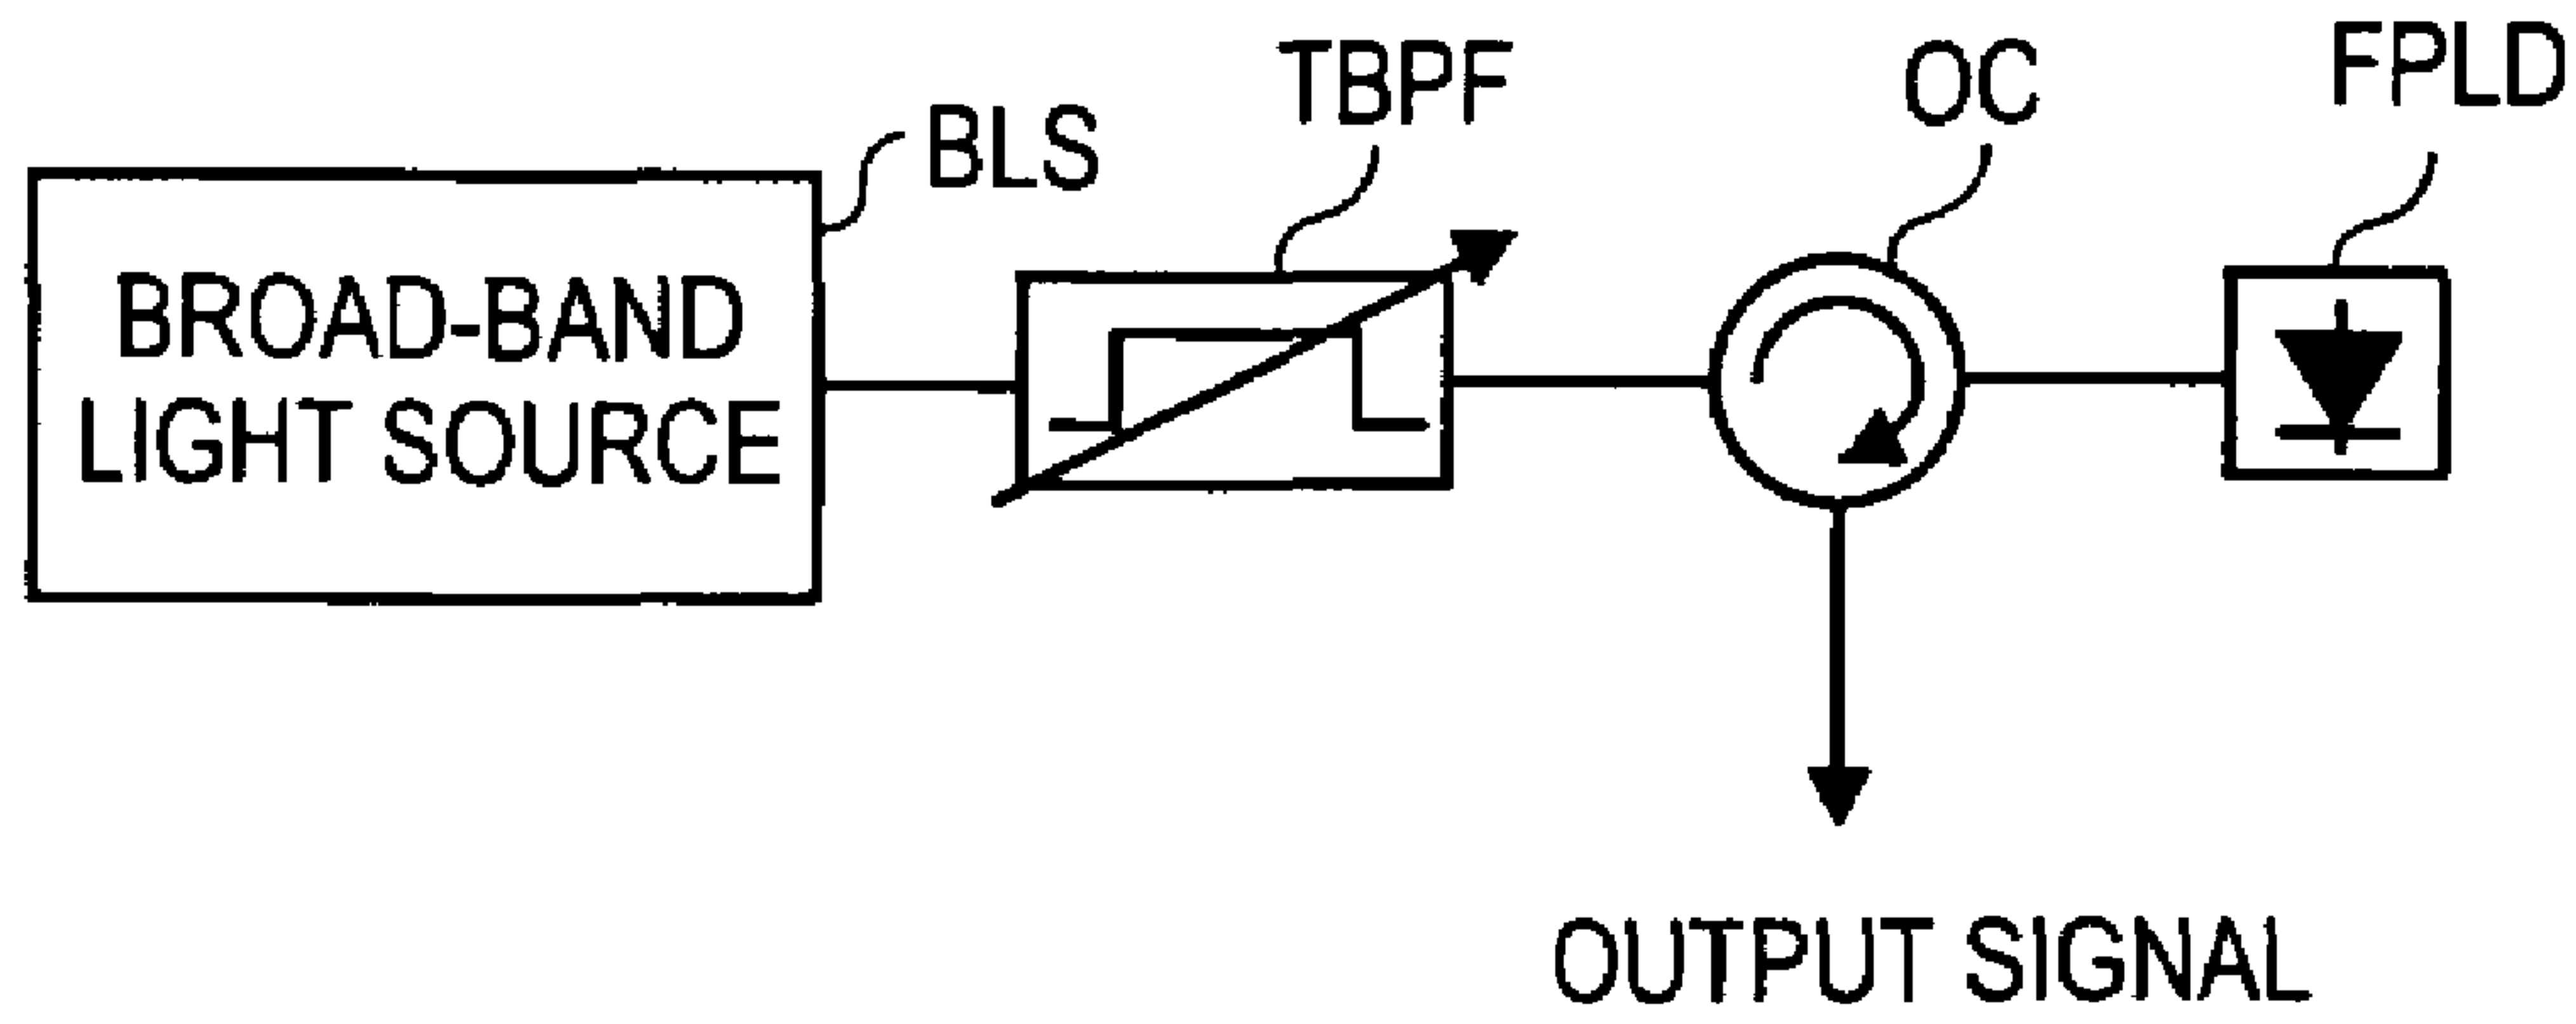 FPLD
TBPF
OC
BLS
BROAD-BAND
LIGHT SOURCE
OUTPUT SIGNAL